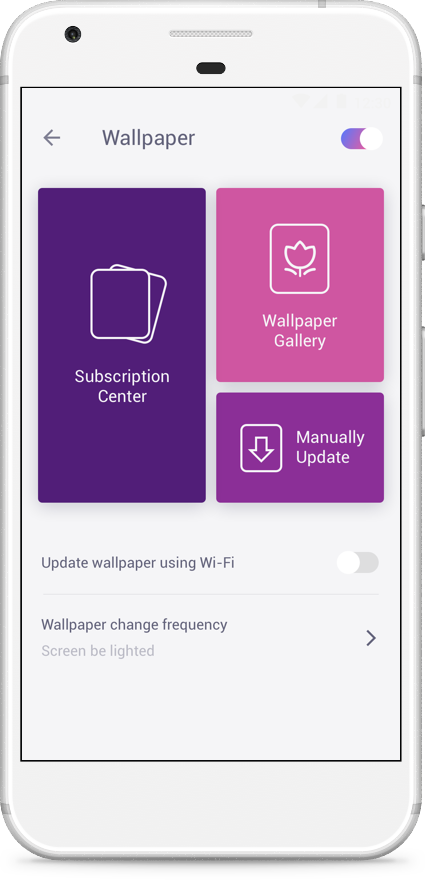 Wallpaper
Subscription
Center
Wallpaper
Gallery
Manually
Update
Update wallpaper using Wi-Fi
Wallpaper change frequency
Screen be lighted